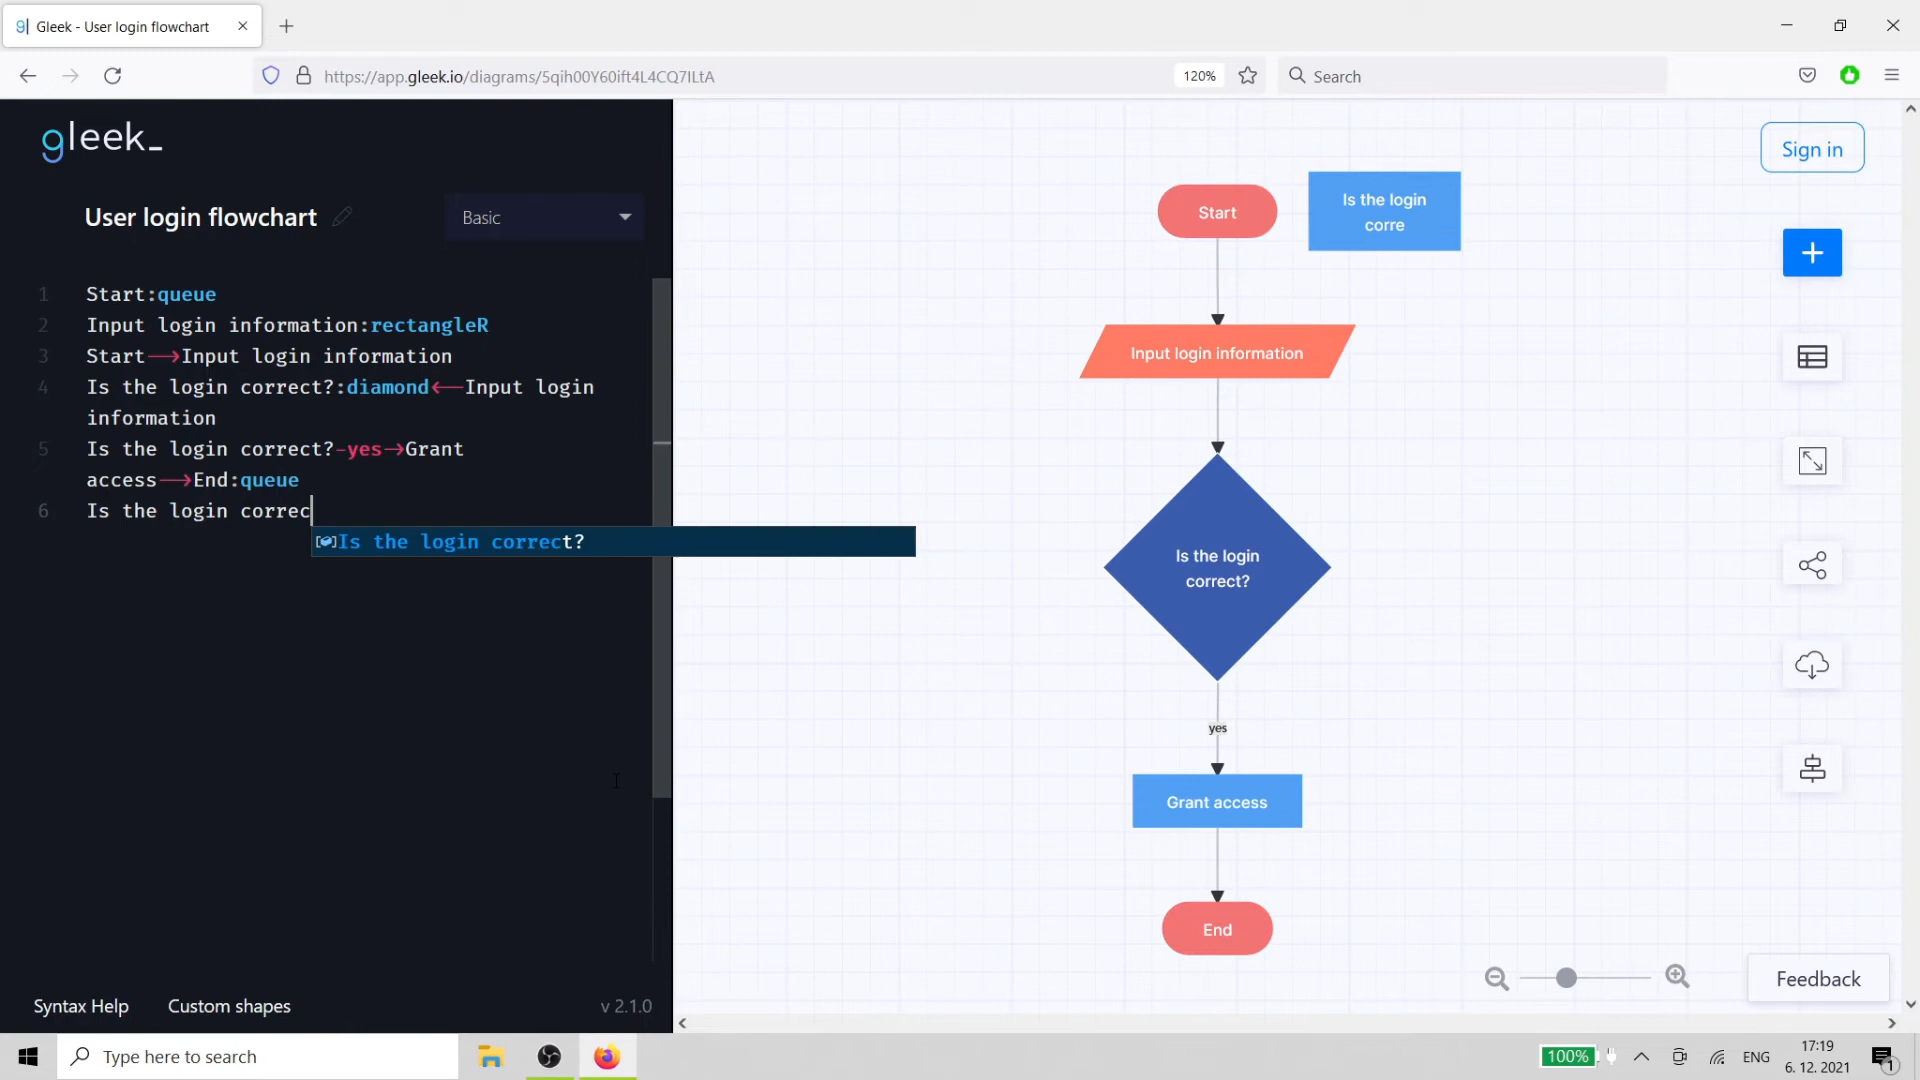 Gleek - User login flowchart
https://app.gleek.io/diagrams/5qih00Y60ift4L4CQ7ILtA
120%
Search
gleek_
Sign in
User login flowchart
Basic
1 Start:queue
2 Input login information:rectangleR
3 Start⟶Input login information
4 Is the login correct?:diamond⟵Input login
information
5 Is the login correct?-yes→Grant
access⟶End:queue
6 Is the login correc
Is the login correct?
Start
Is the login
corre
Input login information
Is the login
correct?
yes
Grant access
End
Feedback
Syntax Help
Custom shapes
v 2.1.0
Type here to search
100%
ENG
17:19
6. 12. 2021
1